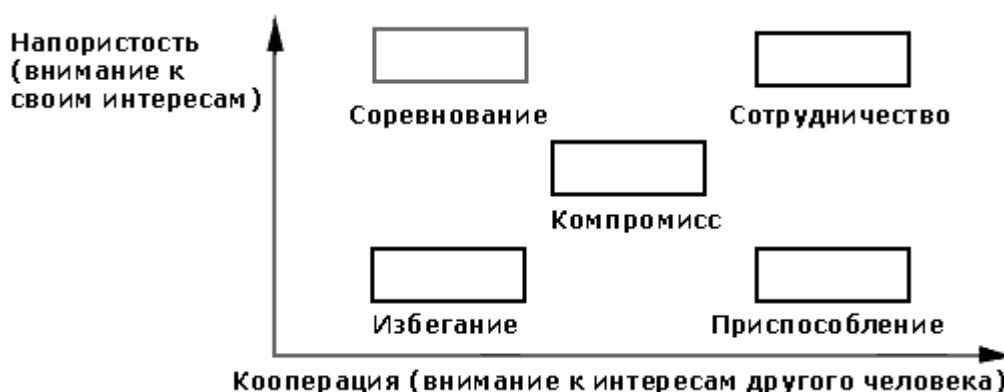 Напористость
(внимание к
своим интересам)
Соревнование
Сотрудничество
Компромисс
Избегание
Приспособление
Кооперация (внимание к интересам другого человека)